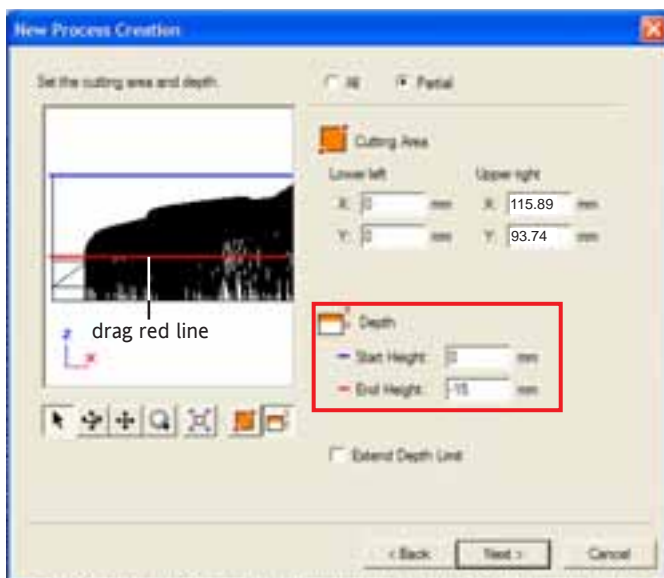 New Process Creation
Set the cutting area and depth.
All Partial
Cutting Area
Lower left Upper right
X: 0 mm X: 115.89 mm
Y: 0 mm Y: 93.74 mm
drag red line
z
x
Depth
Start Height: 0 mm
End Height: -15 mm
Extend Depth Limit
< Back Next > Cancel